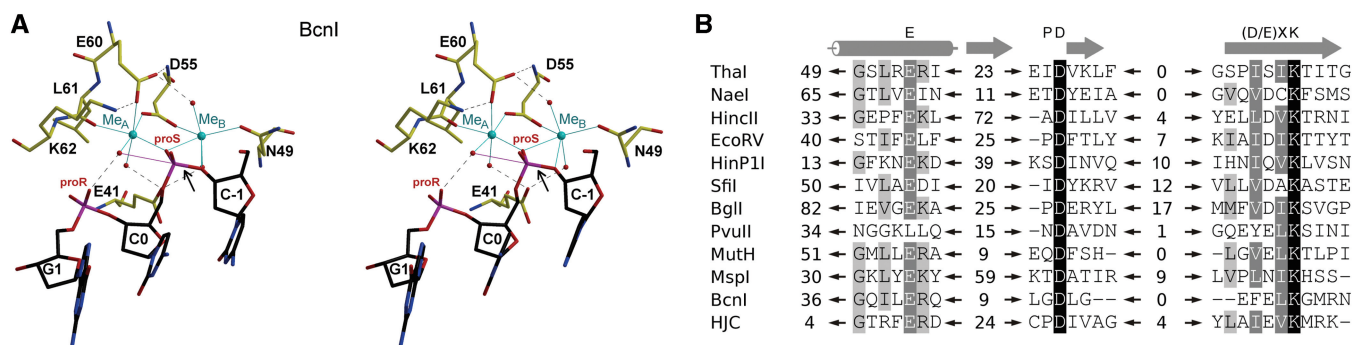 A
BcnI
B
E60
D55
L61
MeA
MeB
proS
K62
N49
proR
E41
C-1
C0
G1
E60
D55
L61
MeA
MeB
proS
K62
N49
proR
E41
C-1
C0
G1
E PD (D/E)XK
ThaI 49 GSLRERI 23 EIDVKLF 0 GSPISIKTITG
NaeI 65 GTLVEIN 11 ETDYEIA 0 GVQVDCKFSMS
HincII 33 GEPFEKL 72 -ADILLV 4 YELLDVKTRNI
EcoRV 40 STIFELF 25 -PDFTLY 7 KIAIDIKTTYT
HinP1I 13 GFKNEKD 39 KSDINVQ 10 IHNIQVKLVSN
SfiI 50 IVLAEDI 20 -IDYKRV 12 VLLVDAKASTE
BglI 82 IEVGEKA 25 -PDERYL 17 MMFVDIKSVGP
PvuII 34 NGGKLLQ 15 -NDAVDN 1 GQEYELKSINI
MutH 51 GMLLERA 9 EQDFSH- 0 -LGVELKTLPI
MspI 30 GKLYEKY 59 KTDATIR 9 LVPLNIKHSS-
BcnI 36 GQILERQ 9 LGDLG-- 0 --EFELKGMRN
HJC 4 GTRFERD 24 CPDIVAG 4 YLAIEVKMRK-